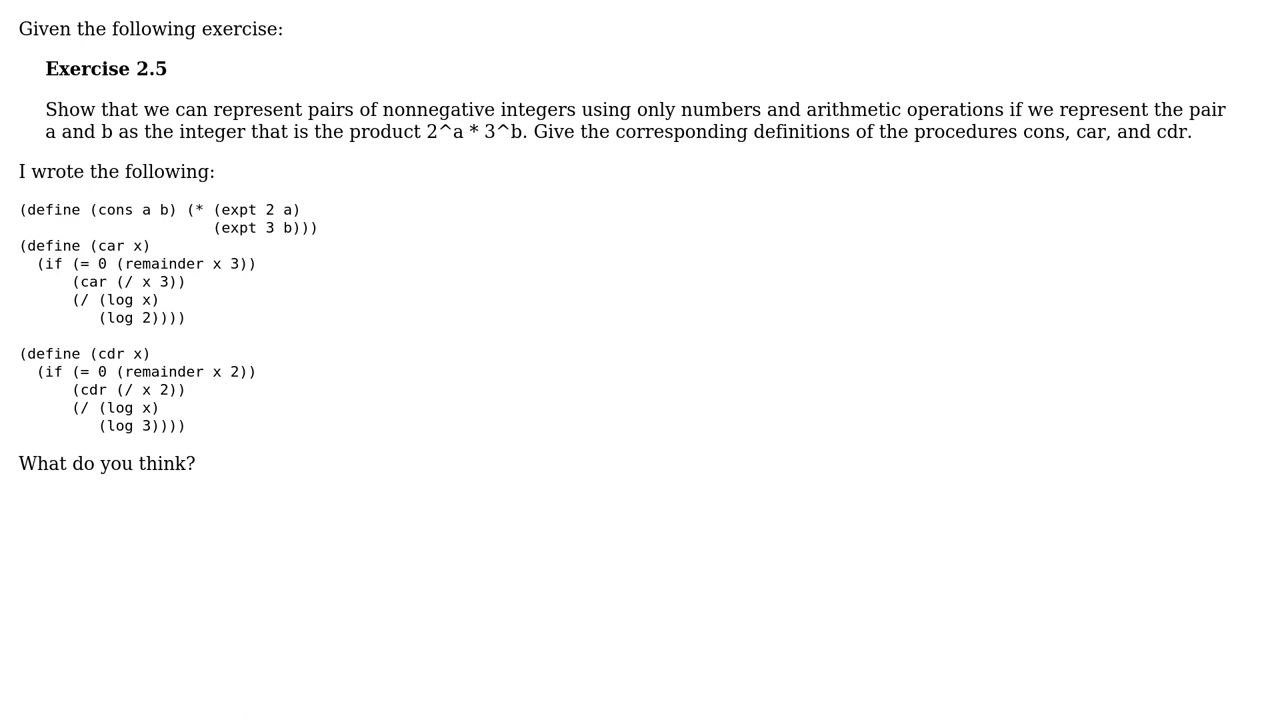 Given the following exercise:
Exercise 2.5
Show that we can represent pairs of nonnegative integers using only numbers and arithmetic operations if we represent the pair
a and b as the integer that is the product 2^a * 3^b. Give the corresponding definitions of the procedures cons, car, and cdr.
I wrote the following:
(define (cons a b) (* (expt 2 a)
                      (expt 3 b)))
(define (car x)
  (if (= 0 (remainder x 3))
      (car (/ x 3))
      (/ (log x)
         (log 2))))

(define (cdr x)
  (if (= 0 (remainder x 2))
      (cdr (/ x 2))
      (/ (log x)
         (log 3))))
What do you think?